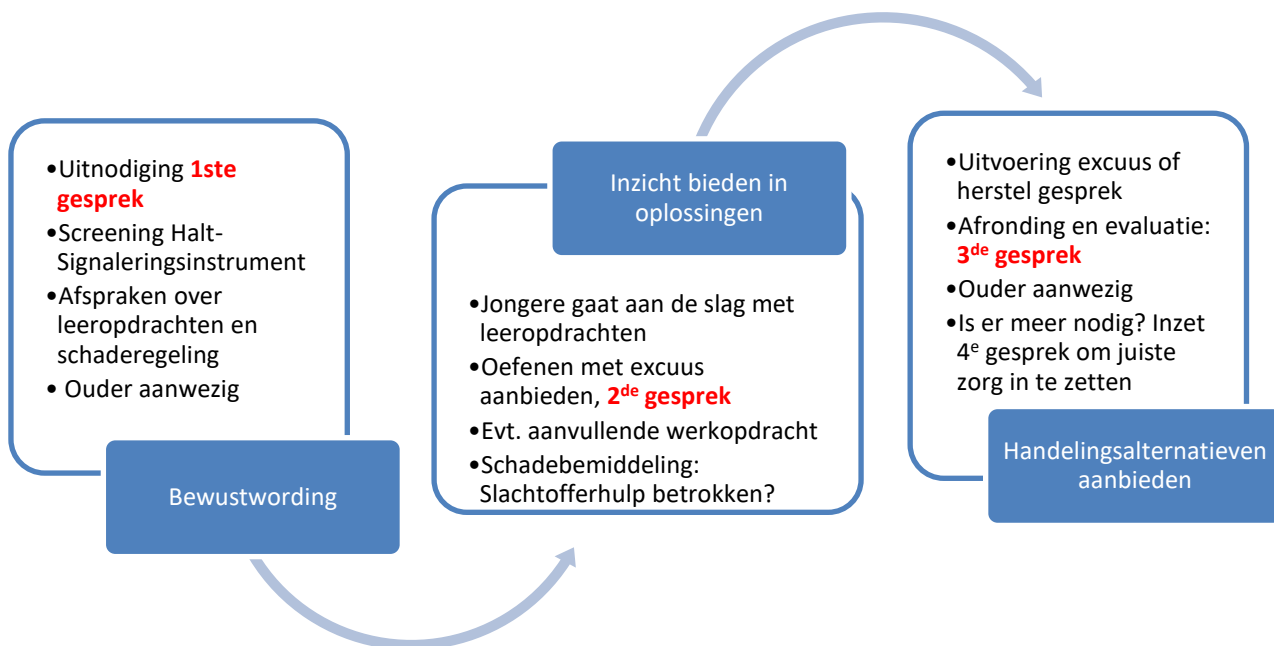 •Uitnodiging 1ste
gesprek
•Screening Halt-
Signaleringsinstrument
•Afspraken over
leeropdrachten en
schaderegeling
• Ouder aanwezig
Bewustwording
Inzicht bieden in
oplossingen
•Jongere gaat aan de slag met
leeropdrachten
•Oefenen met excuus
aanbieden, 2de gesprek
•Evt. aanvullende werkopdracht
•Schadebemiddeling:
Slachtofferhulp betrokken?
•Uitvoering excuus of
herstel gesprek
•Afronding en evaluatie:
3de gesprek
•Ouder aanwezig
•Is er meer nodig? Inzet
4e gesprek om juiste
zorg in te zetten
Handelingsalternatieven
aanbieden